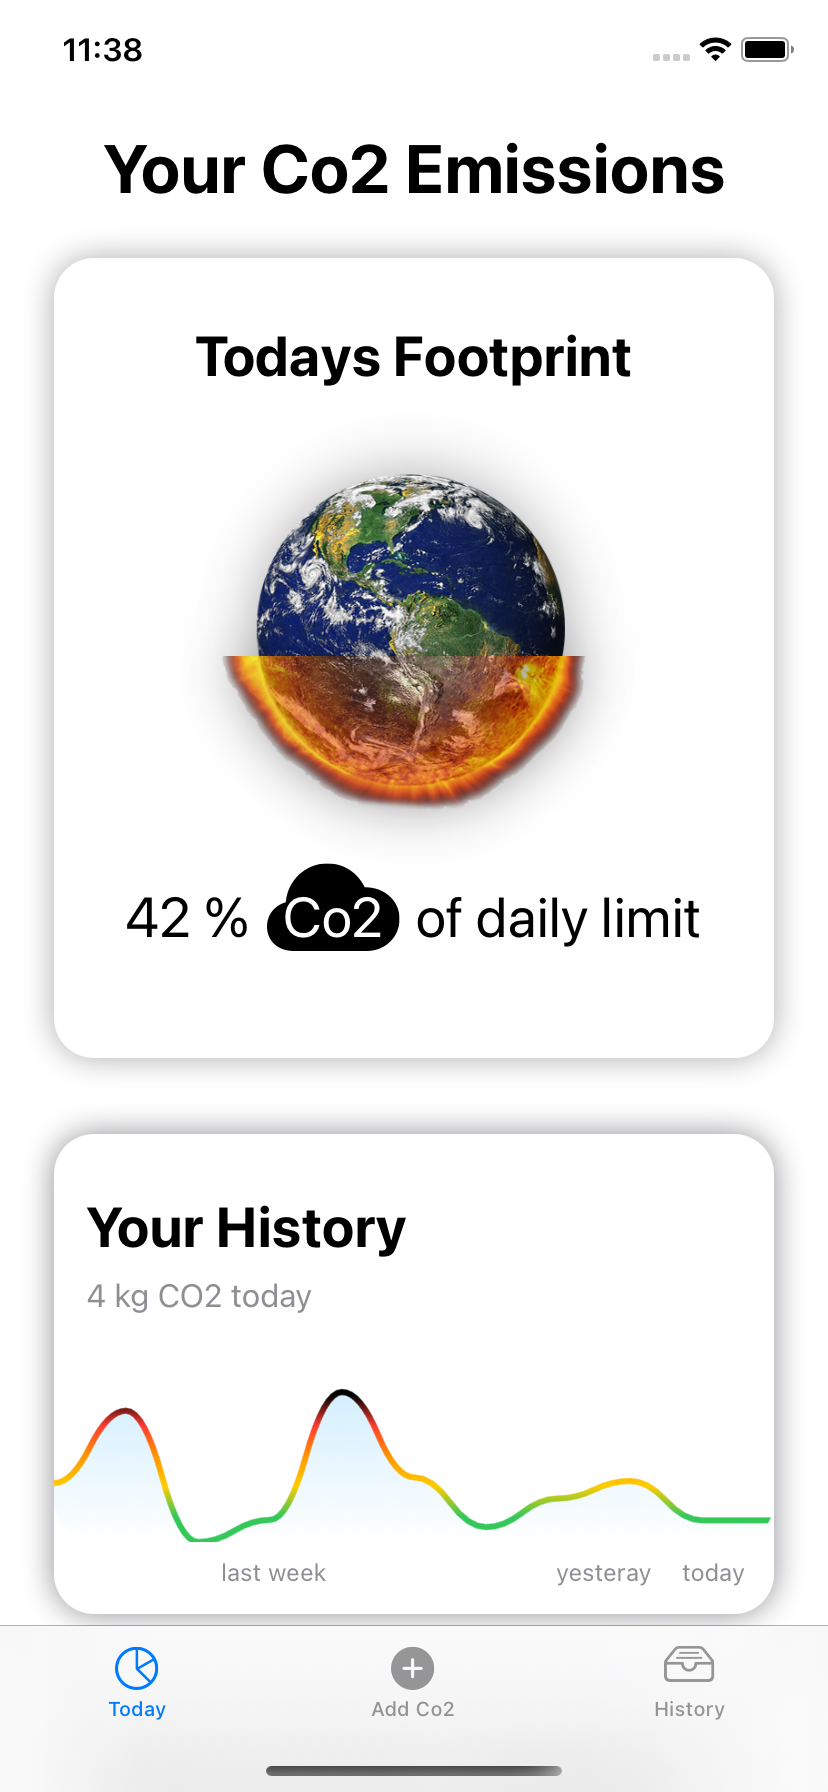 11:38
Your Co2 Emissions
Todays Footprint
42 % Co2 of daily limit
Your History
4 kg CO2 today
last week yesteray today
Today Add Co2 History